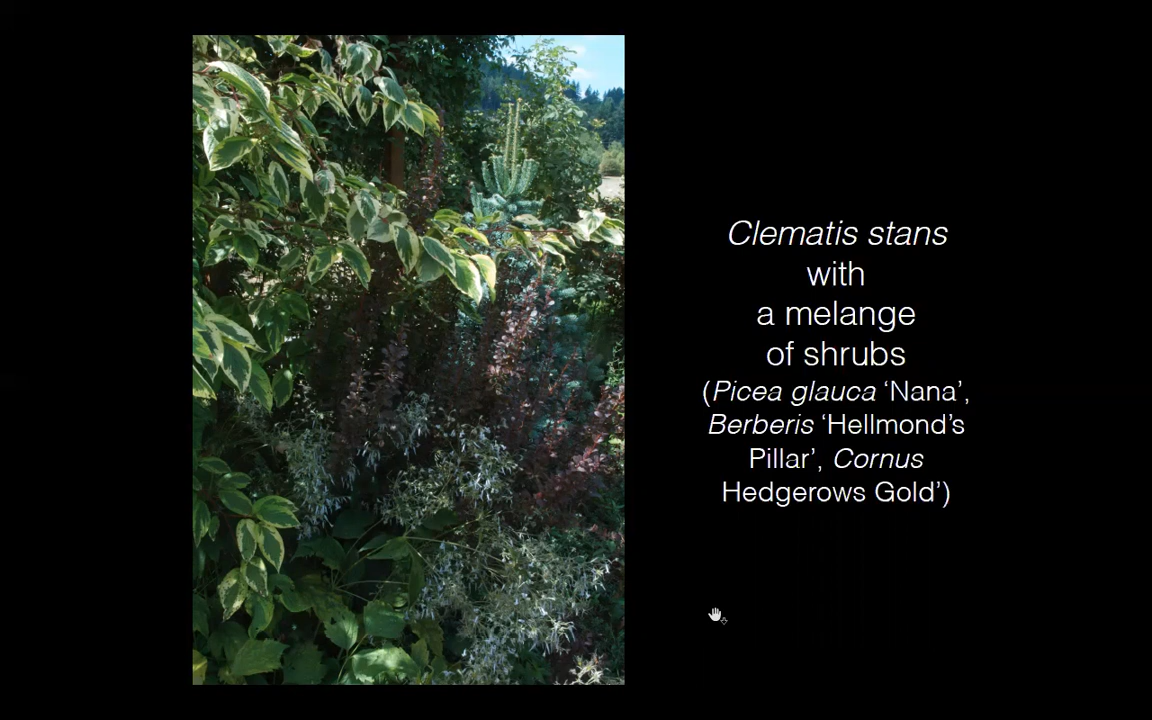 Clematis stans
with
a melange
of shrubs
(Picea glauca ‘Nana’,
Berberis ‘Hellmond’s
Pillar’, Cornus
Hedgerows Gold’)